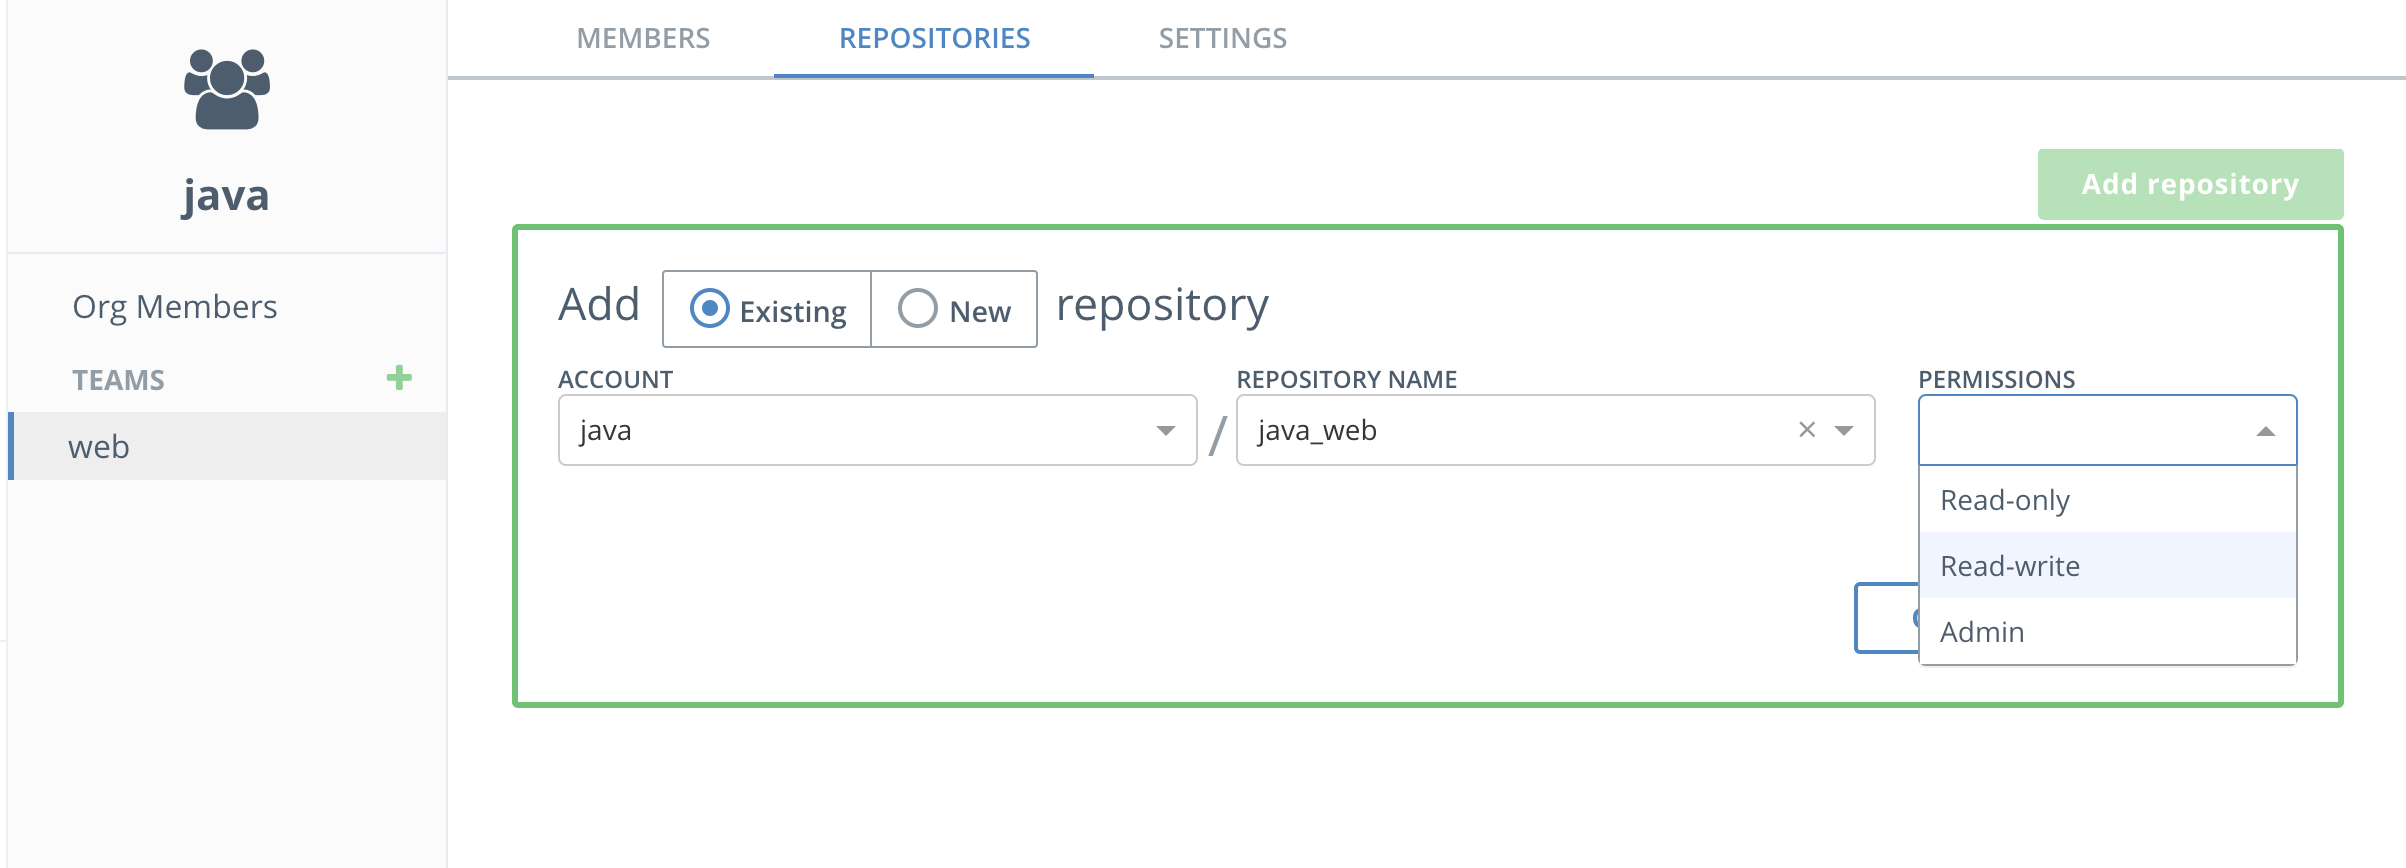 java
Org Members
TEAMS
web
MEMBERS REPOSITORIES SETTINGS
Add repository
Add Existing New repository
ACCOUNT REPOSITORY NAME PERMISSIONS
java / java_web
Read-only
Read-write
Admin